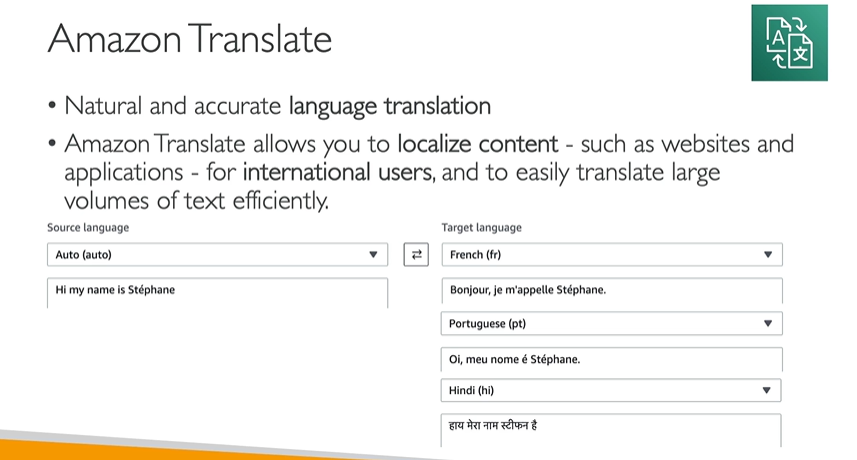 Amazon Translate
A
文
• Natural and accurate language translation
• Amazon Translate allows you to localize content - such as websites and
applications - for international users, and to easily translate large
volumes of text efficiently.
Source language
Target language
Auto (auto)
French (fr)
Hi my name is Stéphane
Bonjour, je m'appelle Stéphane.
Portuguese (pt)
Oi, meu nome é Stéphane.
Hindi (hi)
हाय मेरा नाम स्टीफन है